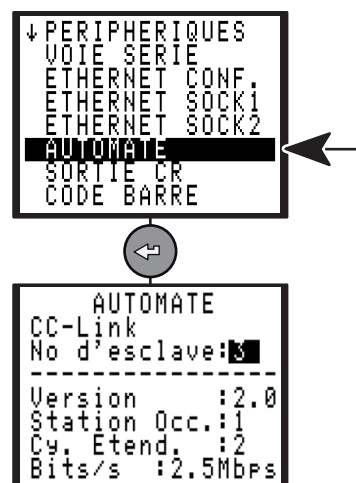 ↓PERIPHERIQUES
VOIE SERIE
ETHERNET CONF.
ETHERNET SOCK1
ETHERNET SOCK2
AUTOMATE
SORTIE CR
CODE BARRE
AUTOMATE
CC-Link
No d'esclave:3
------------------
Version :2.0
Station Occ.:1
Cy. Etend. :2
Bits/s :2.5Mbps